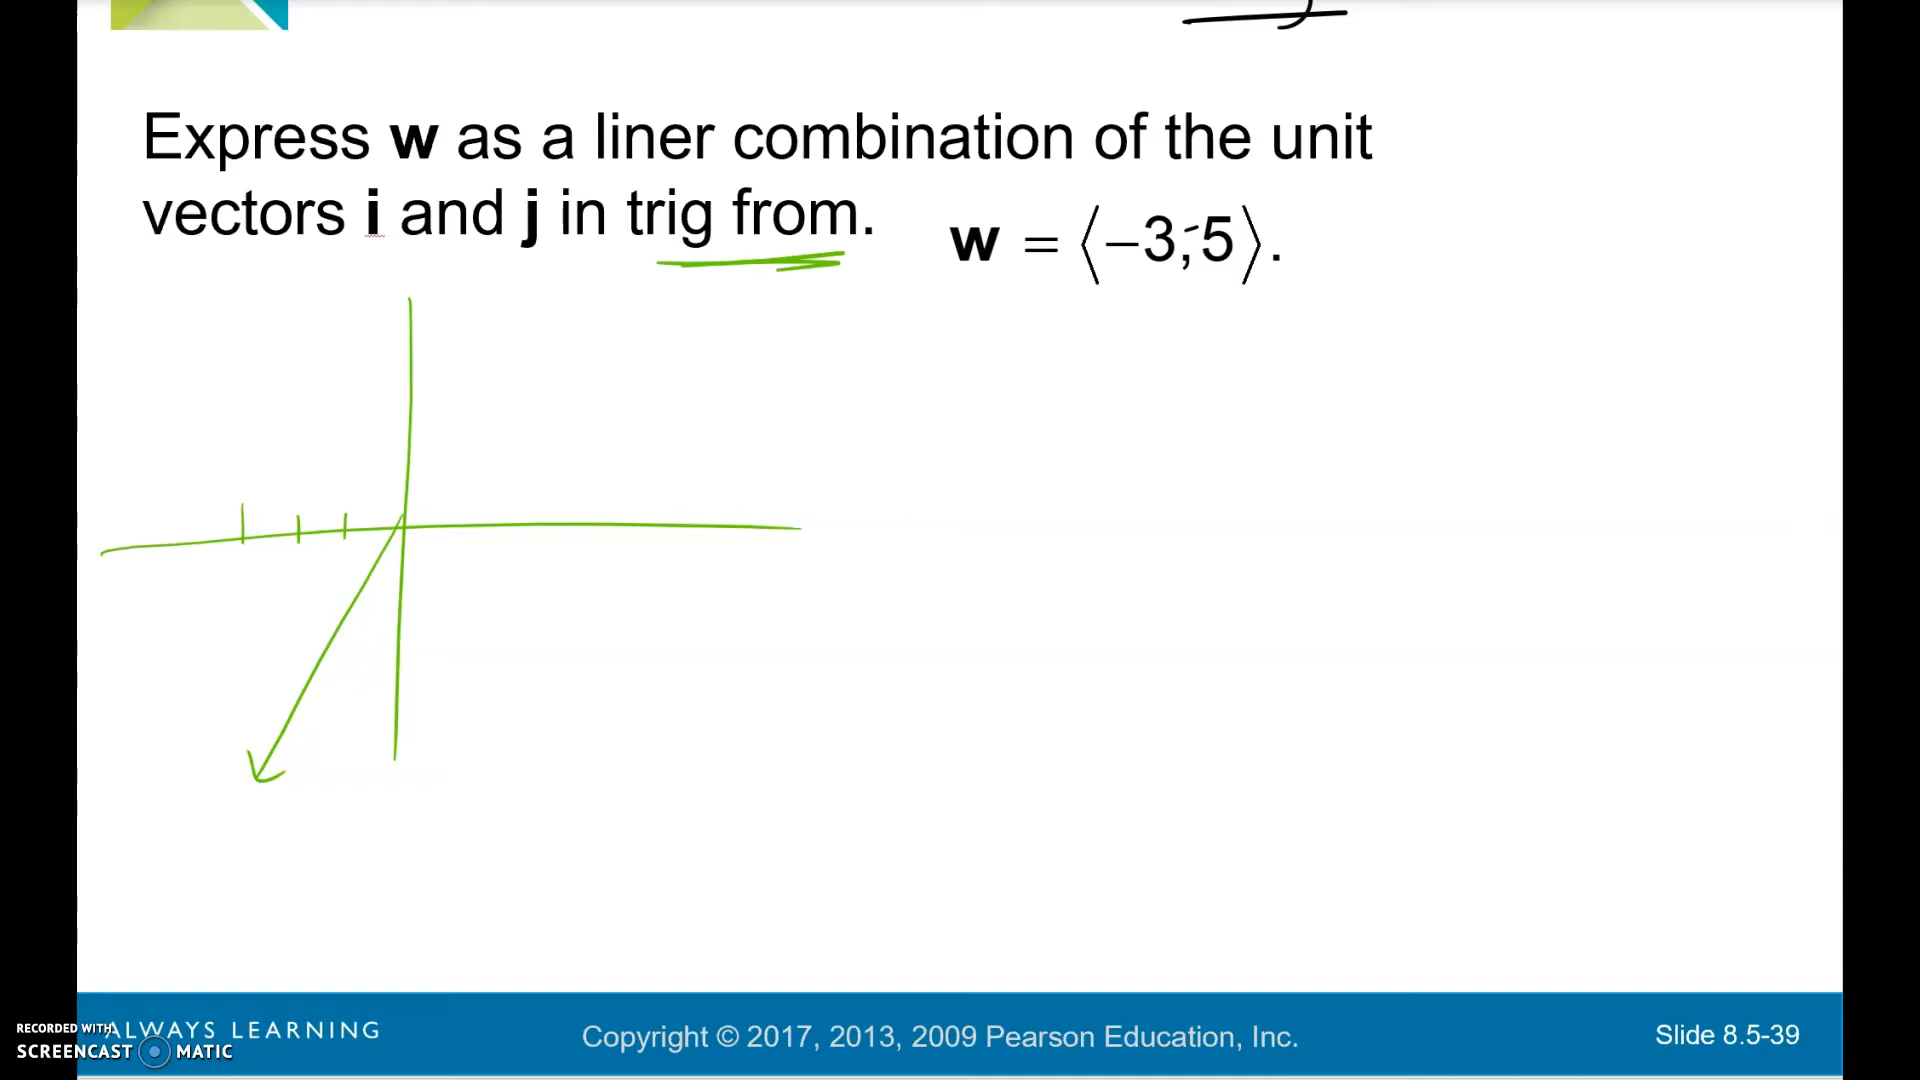 Express w as a liner combination of the unit
vectors i and j in trig from.
w = ⟨−3,-5⟩.
ALWAYS LEARNING
Copyright © 2017, 2013, 2009 Pearson Education, Inc.
Slide 8.5-39
RECORDED WITH
SCREENCAST MATIC